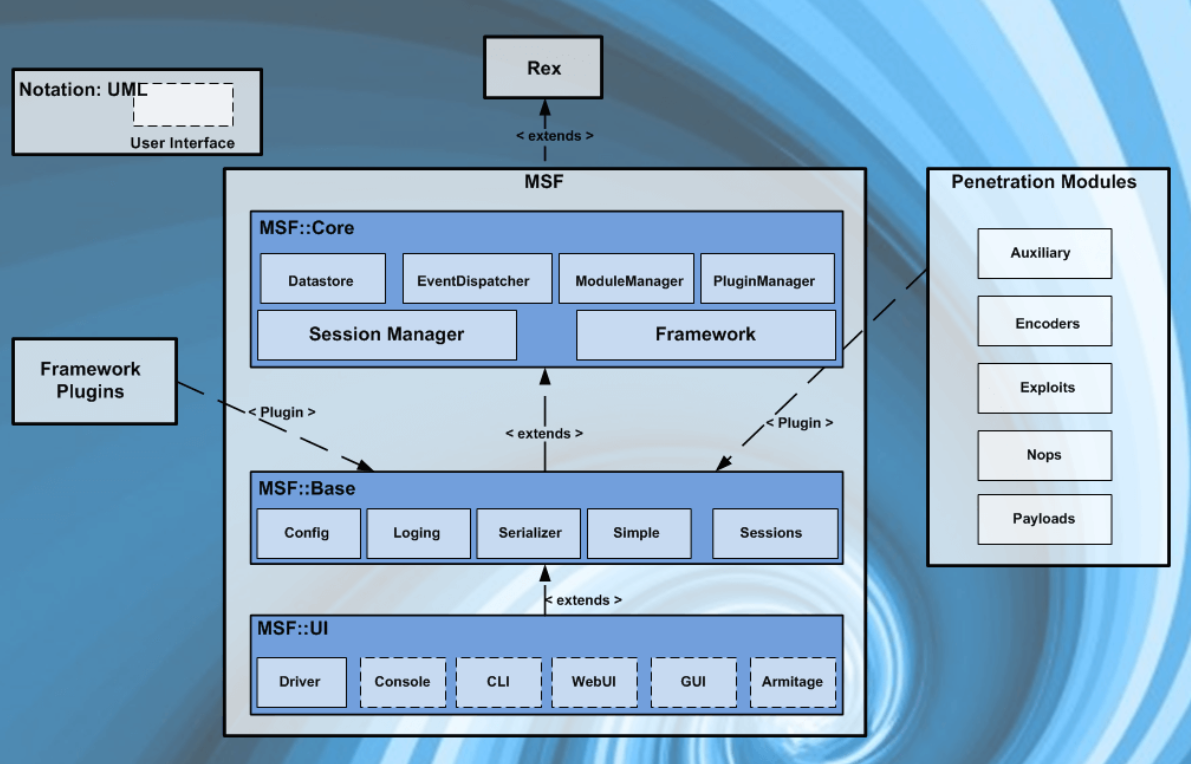 Rex
Notation: UML
User Interface
< extends >
MSF
Penetration Modules
MSF::Core
Datastore
EventDispatcher
ModuleManager
PluginManager
Session Manager
Framework
Auxiliary
Encoders
Exploits
Nops
Payloads
Framework
Plugins
< Plugin >
< extends >
< Plugin >
MSF::Base
Config
Loging
Serializer
Simple
Sessions
< extends >
MSF::UI
Driver
Console
CLI
WebUI
GUI
Armitage